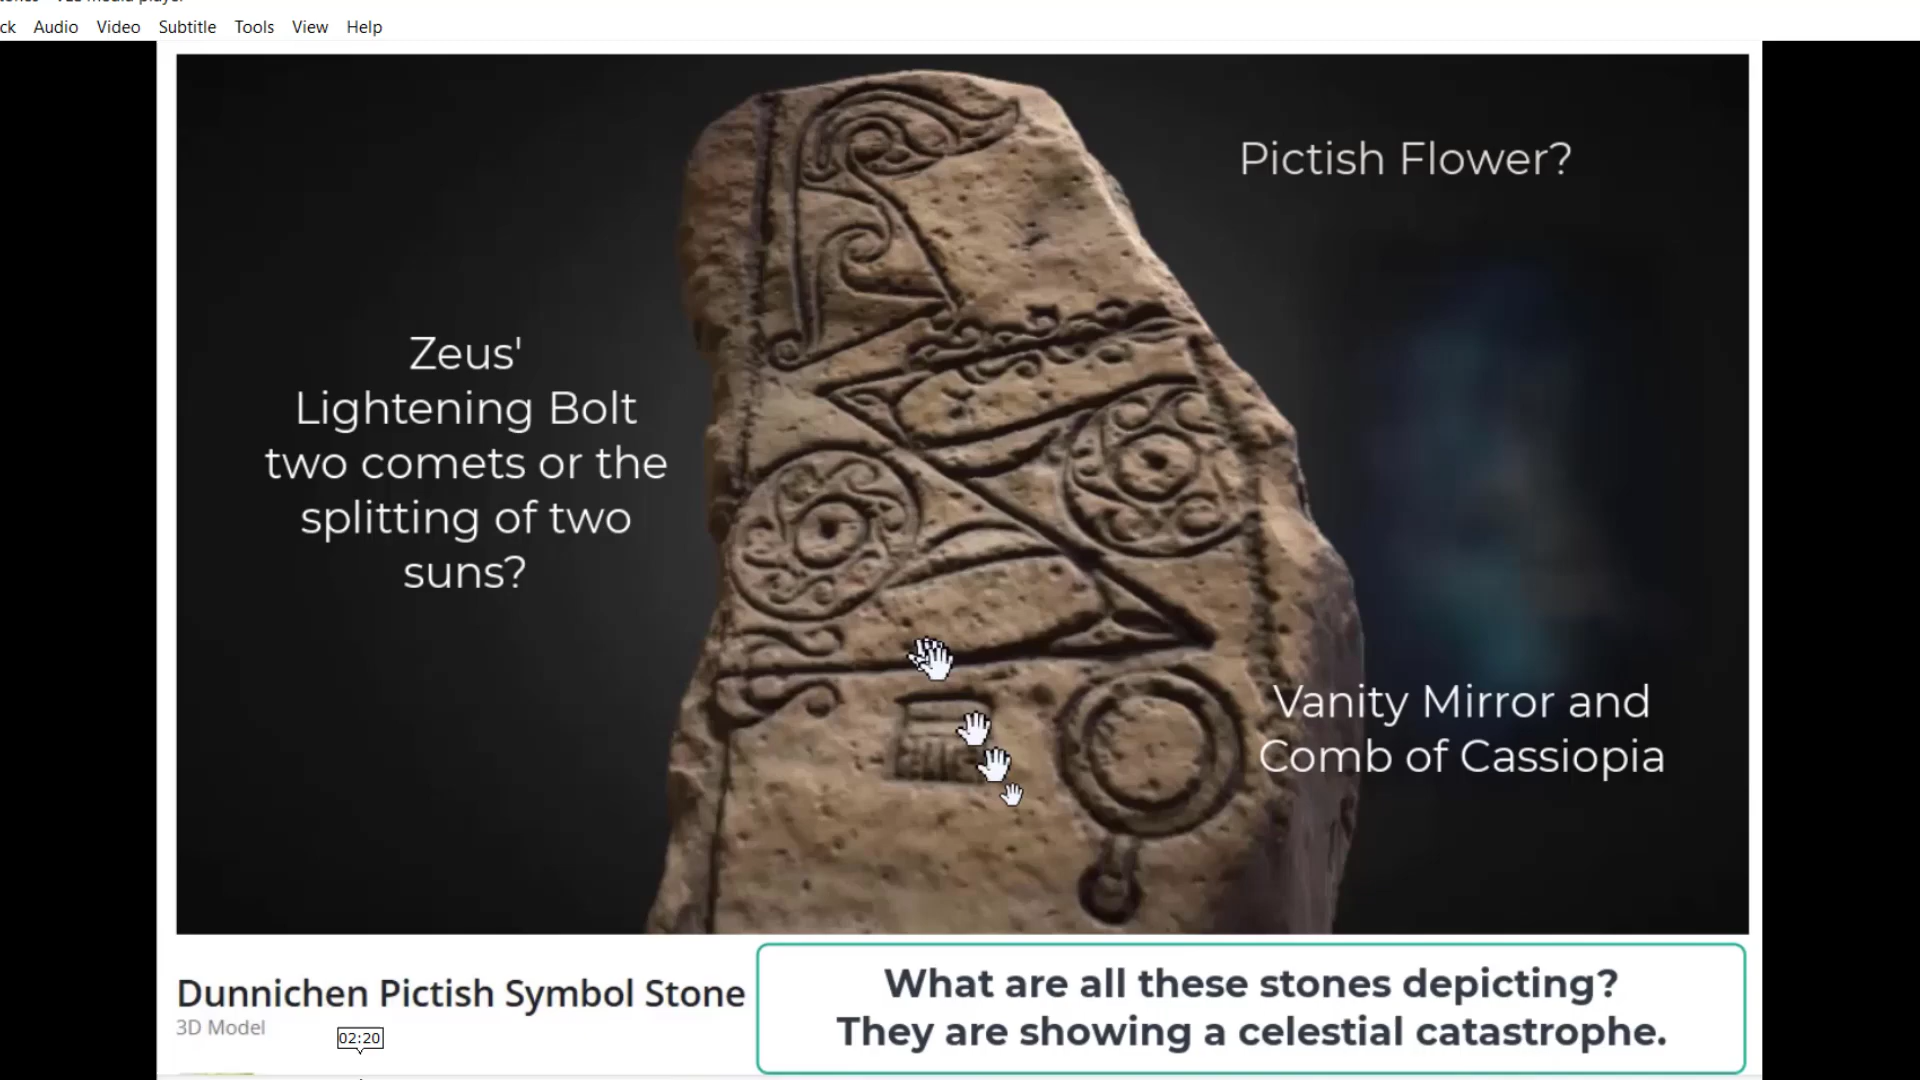 ck Audio Video Subtitle Tools View Help
Pictish Flower?
Zeus'
Lightening Bolt
two comets or the
splitting of two
suns?
Vanity Mirror and
Comb of Cassiopia
Dunnichen Pictish Symbol Stone
3D Model
02:20
What are all these stones depicting?
They are showing a celestial catastrophe.